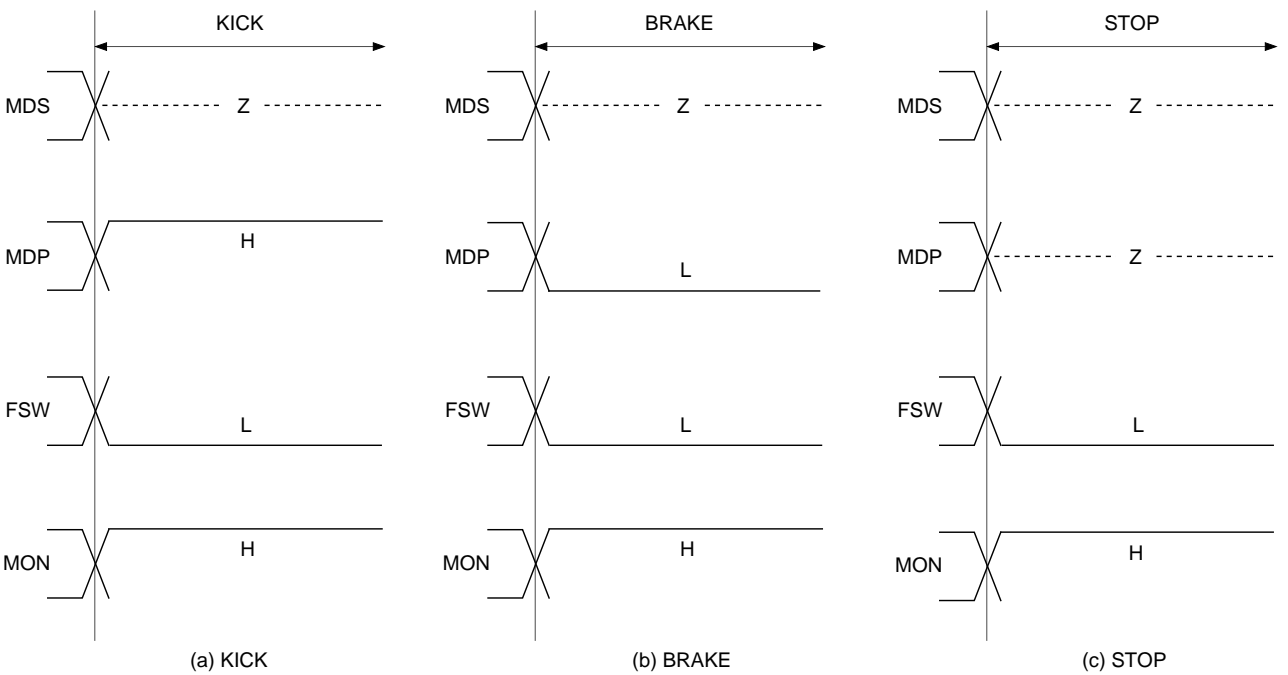 KICK
MDS
Z
MDP
H
FSW
L
MON
H
(a) KICK
BRAKE
MDS
Z
MDP
L
FSW
L
MON
H
(b) BRAKE
STOP
MDS
Z
MDP
Z
FSW
L
MON
H
(c) STOP